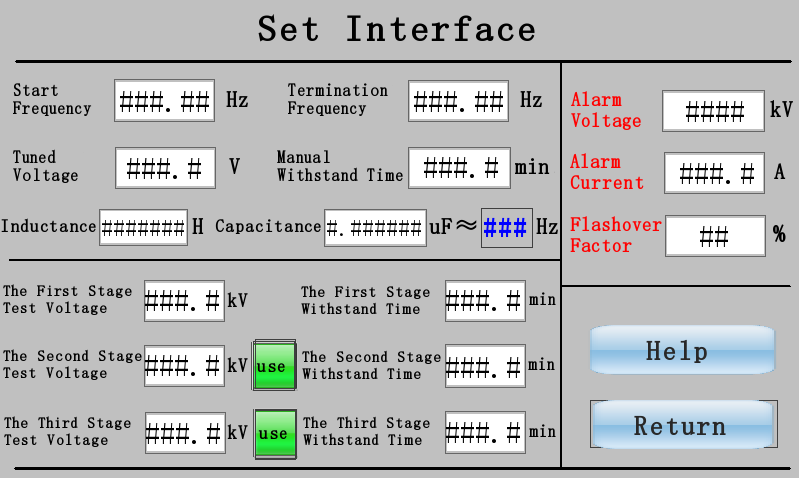 Set Interface
Start
Frequency
###.## Hz
Termination
Frequency
###.## Hz
Tuned
Voltage
###.# V
Manual
Withstand Time
###.# min
Inductance ####### H Capacitance #.###### uF≈ ### Hz
Alarm
Voltage
#### kV
Alarm
Current
###.# A
Flashover
Factor
## %
The First Stage
Test Voltage
###.# kV
The First Stage
Withstand Time
###.# min
The Second Stage
Test Voltage
###.# kV
use
The Second Stage
Withstand Time
###.# min
The Third Stage
Test Voltage
###.# kV
use
The Third Stage
Withstand Time
###.# min
Help
Return